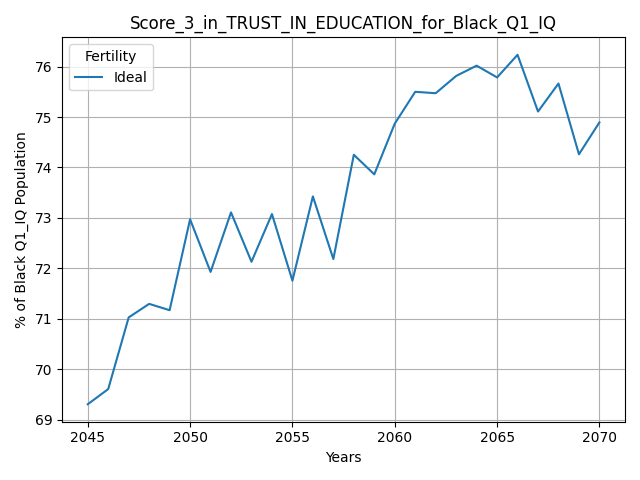 Score_3_in_TRUST_IN_EDUCATION_for_Black_Q1_IQ
Fertility
Ideal
% of Black Q1_IQ Population
76
75
74
73
72
71
70
69
2045 2050 2055 2060 2065 2070
Years